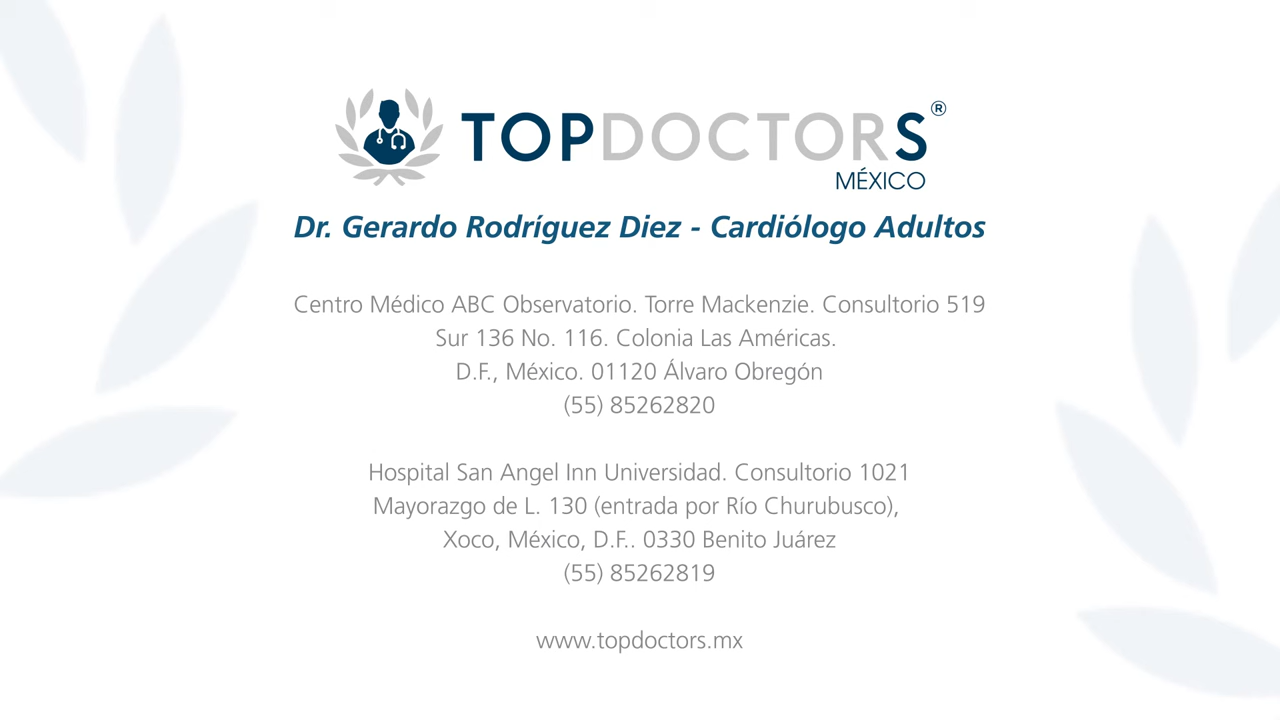 TOPDOCTORS®
MÉXICO
Dr. Gerardo Rodríguez Diez - Cardiólogo Adultos
Centro Médico ABC Observatorio. Torre Mackenzie. Consultorio 519
Sur 136 No. 116. Colonia Las Américas.
D.F., México. 01120 Álvaro Obregón
(55) 85262820
Hospital San Angel Inn Universidad. Consultorio 1021
Mayorazgo de L. 130 (entrada por Río Churubusco),
Xoco, México, D.F.. 0330 Benito Juárez
(55) 85262819
www.topdoctors.mx